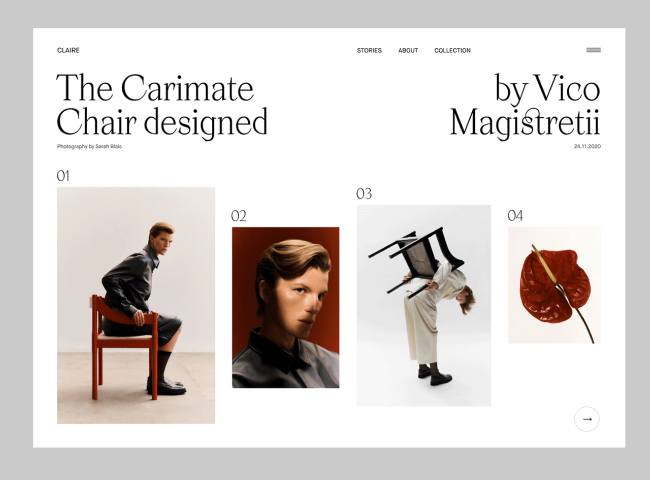 CLAIRE
STORIES ABOUT COLLECTION
The Carimate
Chair designed
by Vico
Magistretii
Photography by Sarah Blais
24.11.2020
01
02
03
04